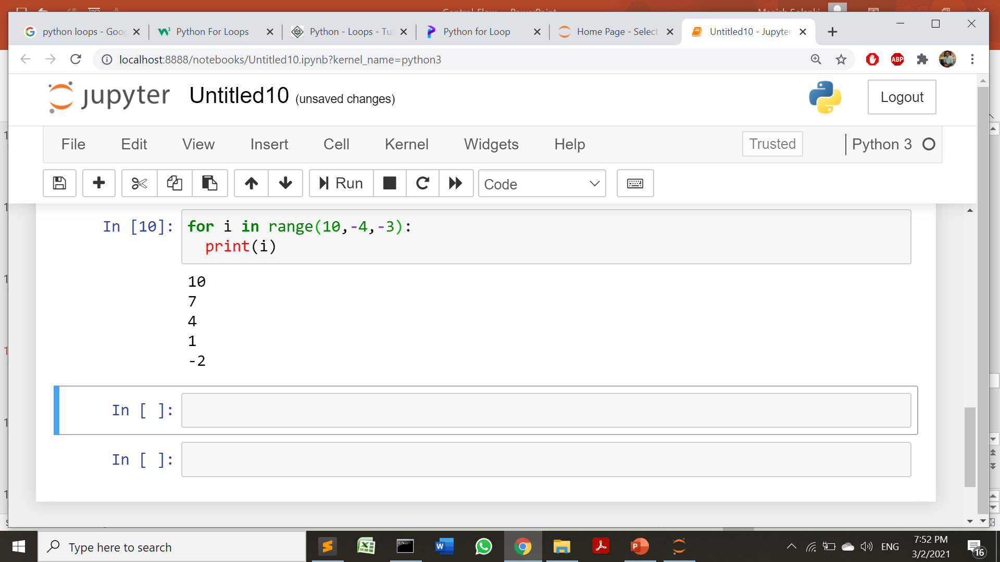 python loops - Goo
Python For Loops
Python - Loops - Tu
Python for Loop
Home Page - Select
Untitled10 - Jupyter
localhost:8888/notebooks/Untitled10.ipynb?kernel_name=python3
ABP
jupyter Untitled10 (unsaved changes)
Logout
File Edit View Insert Cell Kernel Widgets Help
Trusted
Python 3
Run
Code
In [10]: for i in range(10,-4,-3):
print(i)
10
7
4
1
-2
In [ ]:
In [ ]:
Type here to search
ENG
7:52 PM
3/2/2021
16